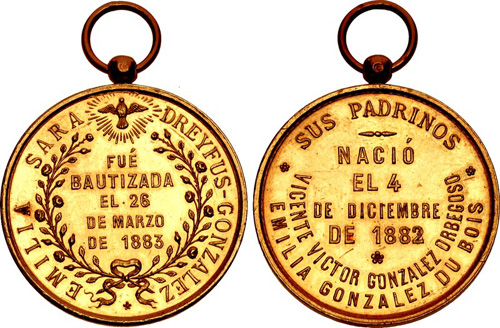 EMILIA SARA DREYFUS-GONZALEZ
FUÉ
BAUTIZADA
EL 26
DE MARZO
DE 1883
SUS PADRINOS
NACIÓ
EL 4
DE DICIEMBRE
DE 1882
VICENTE VICTOR GONZALEZ ORBEGOSO
EMILIA GONZALEZ DU BOIS